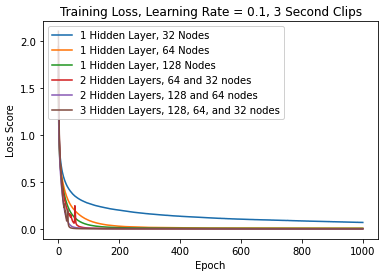 Training Loss, Learning Rate = 0.1, 3 Second Clips
1 Hidden Layer, 32 Nodes
1 Hidden Layer, 64 Nodes
1 Hidden Layer, 128 Nodes
2 Hidden Layers, 64 and 32 nodes
2 Hidden Layers, 128 and 64 nodes
3 Hidden Layers, 128, 64, and 32 nodes
Loss Score
2.0
1.5
1.0
0.5
0.0
0 200 400 600 800 1000
Epoch